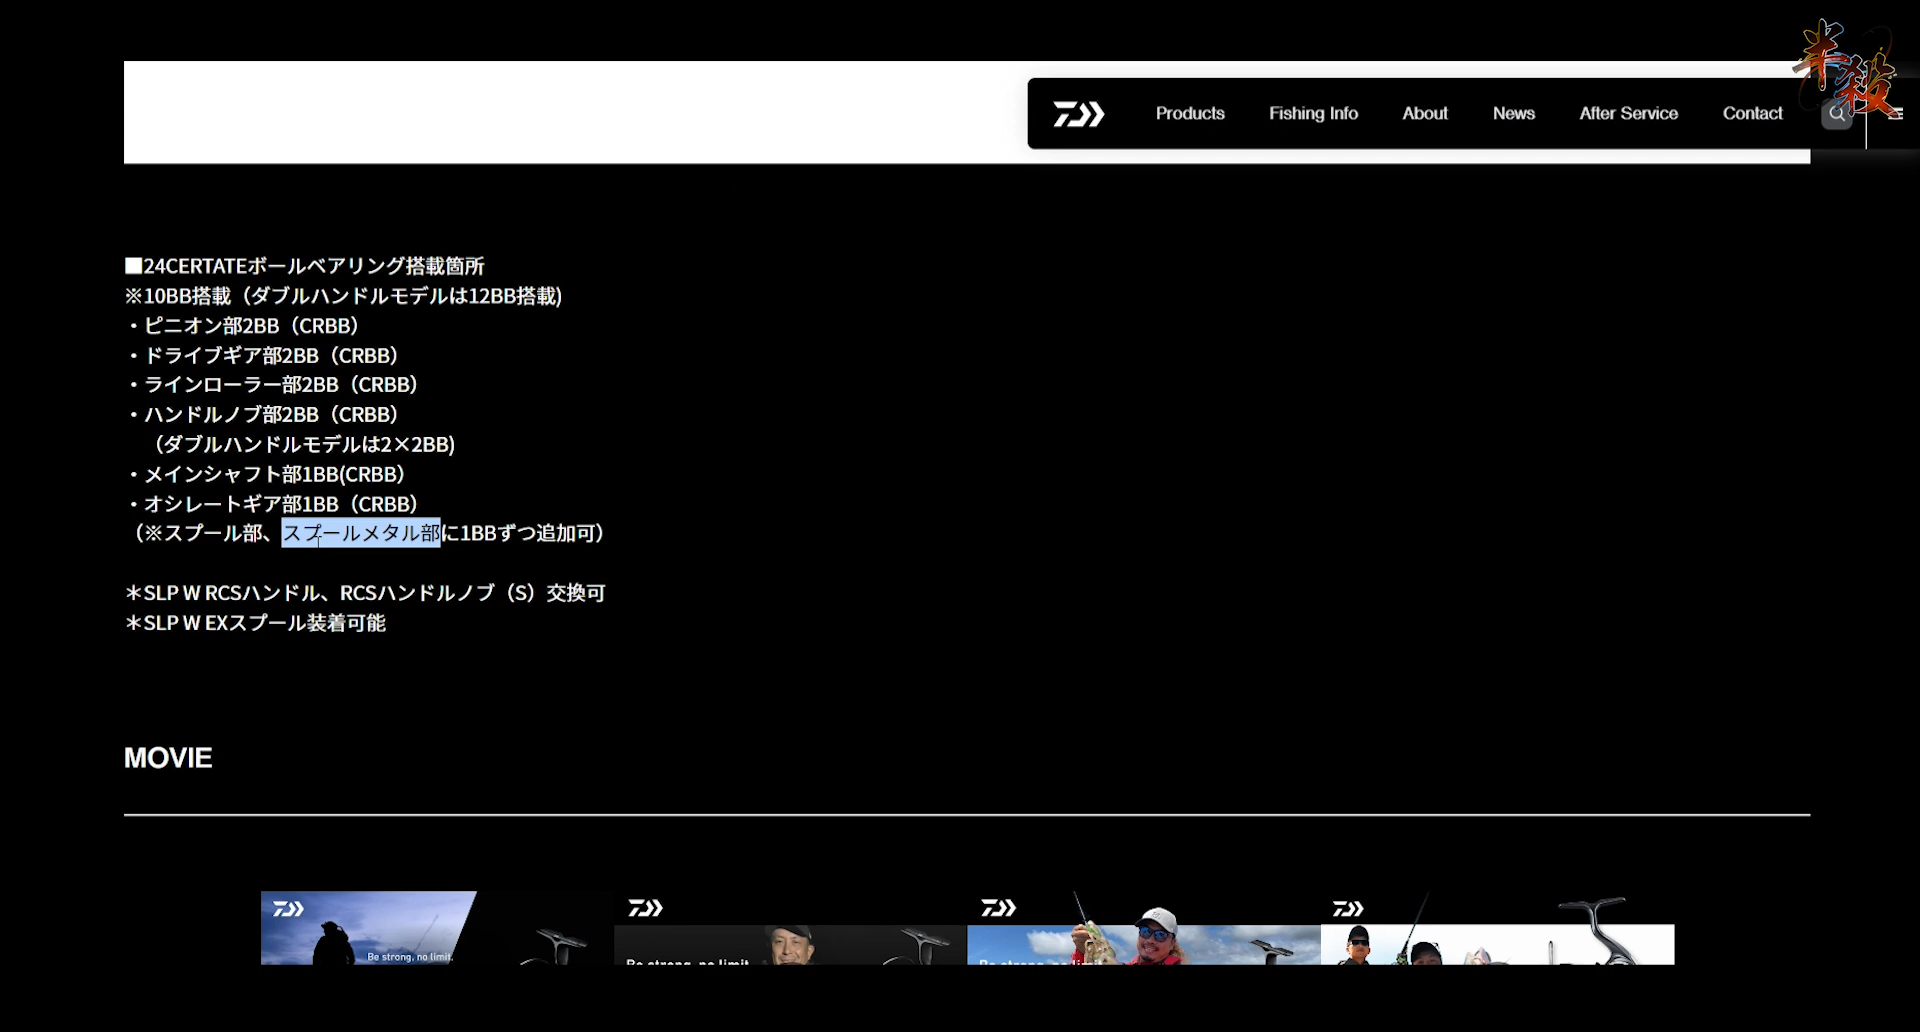 半殺
Products Fishing Info About News After Service Contact
■24CERTATEボールベアリング搭載箇所
※10BB搭載（ダブルハンドルモデルは12BB搭載)
・ピニオン部2BB（CRBB）
・ドライブギア部2BB（CRBB）
・ラインローラー部2BB（CRBB）
・ハンドルノブ部2BB（CRBB）
（ダブルハンドルモデルは2×2BB)
・メインシャフト部1BB(CRBB）
・オシレートギア部1BB（CRBB）
（※スプール部、スプールメタル部に1BBずつ追加可）
＊SLP W RCSハンドル、RCSハンドルノブ（S）交換可
＊SLP W EXスプール装着可能
MOVIE
Be strong, no limit.
Be strong, no limit.
Be strong, no limit.